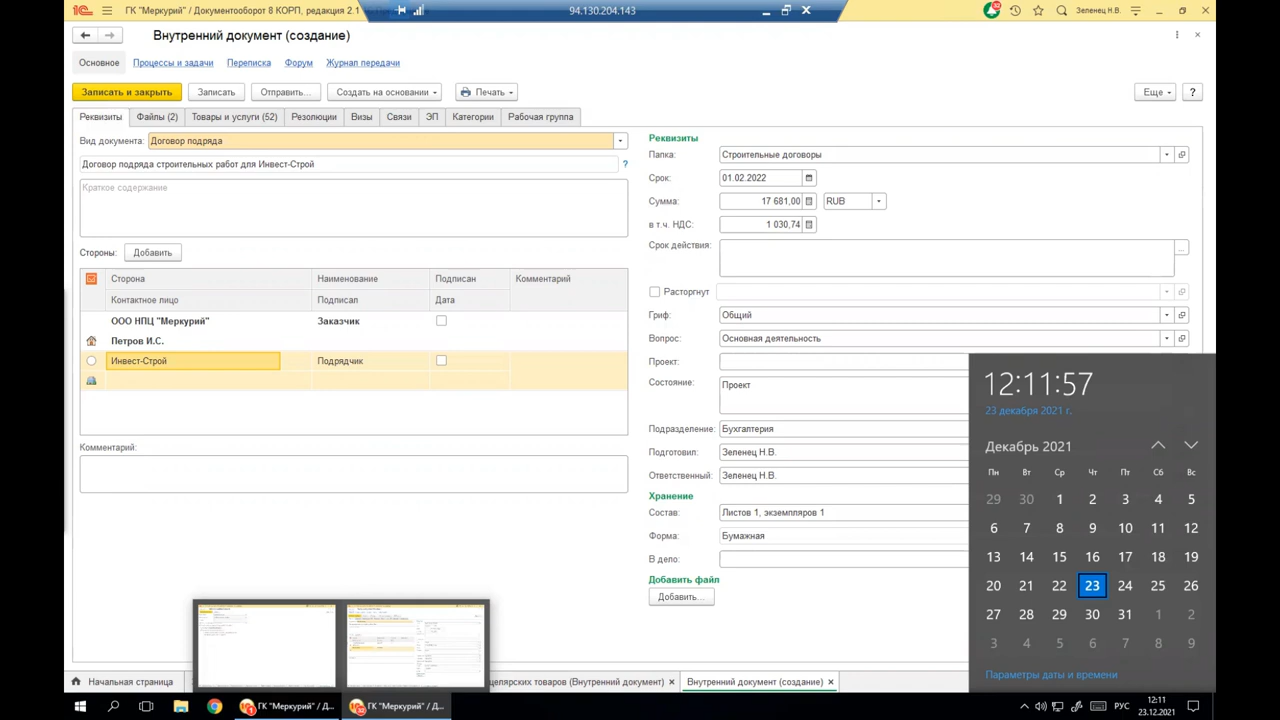 ГК "Меркурий" / Документооборот 8 КОРП, редакция 2.1
94.130.204.143
Зеленец Н.В.
Внутренний документ (создание)
Основное Процессы и задачи Переписка Форум Журнал передачи
Записать и закрыть Записать Отправить... Создать на основании Печать Еще ?
Реквизиты Файлы (2) Товары и услуги (52) Резолюции Визы Связи ЭП Категории Рабочая группа
Вид документа: Договор подряда
Договор подряда строительных работ для Инвест-Строй ?
Краткое содержание
Стороны: Добавить
Сторона Наименование Подписан Комментарий
Контактное лицо Подписал Дата
ООО НПЦ "Меркурий" Заказчик
Петров И.С.
Инвест-Строй Подрядчик
Комментарий:
Реквизиты
Папка: Строительные договоры
Срок: 01.02.2022
Сумма: 17 681,00 RUB
в т.ч. НДС: 1 030,74
Срок действия: ...
Расторгнут
Гриф: Общий
Вопрос: Основная деятельность
Проект:
Состояние: Проект
Подразделение: Бухгалтерия
Подготовил: Зеленец Н.В.
Ответственный: Зеленец Н.В.
Хранение
Состав: Листов 1, экземпляров 1
Форма: Бумажная
В дело:
Добавить файл
Добавить...
12:11:57
23 декабря 2021 г.
Декабрь 2021
Пн Вт Ср Чт Пт Сб Вс
29 30 1 2 3 4 5
6 7 8 9 10 11 12
13 14 15 16 17 18 19
20 21 22 23 24 25 26
27 28 29 30 31 1 2
3 4 5 6 7 8 9
Параметры даты и времени
Начальная страница целярских товаров (Внутренний документ) Внутренний документ (создание)
ГК "Меркурий" / Д... ГК "Меркурий" / Д... РУС 12:11
23.12.2021